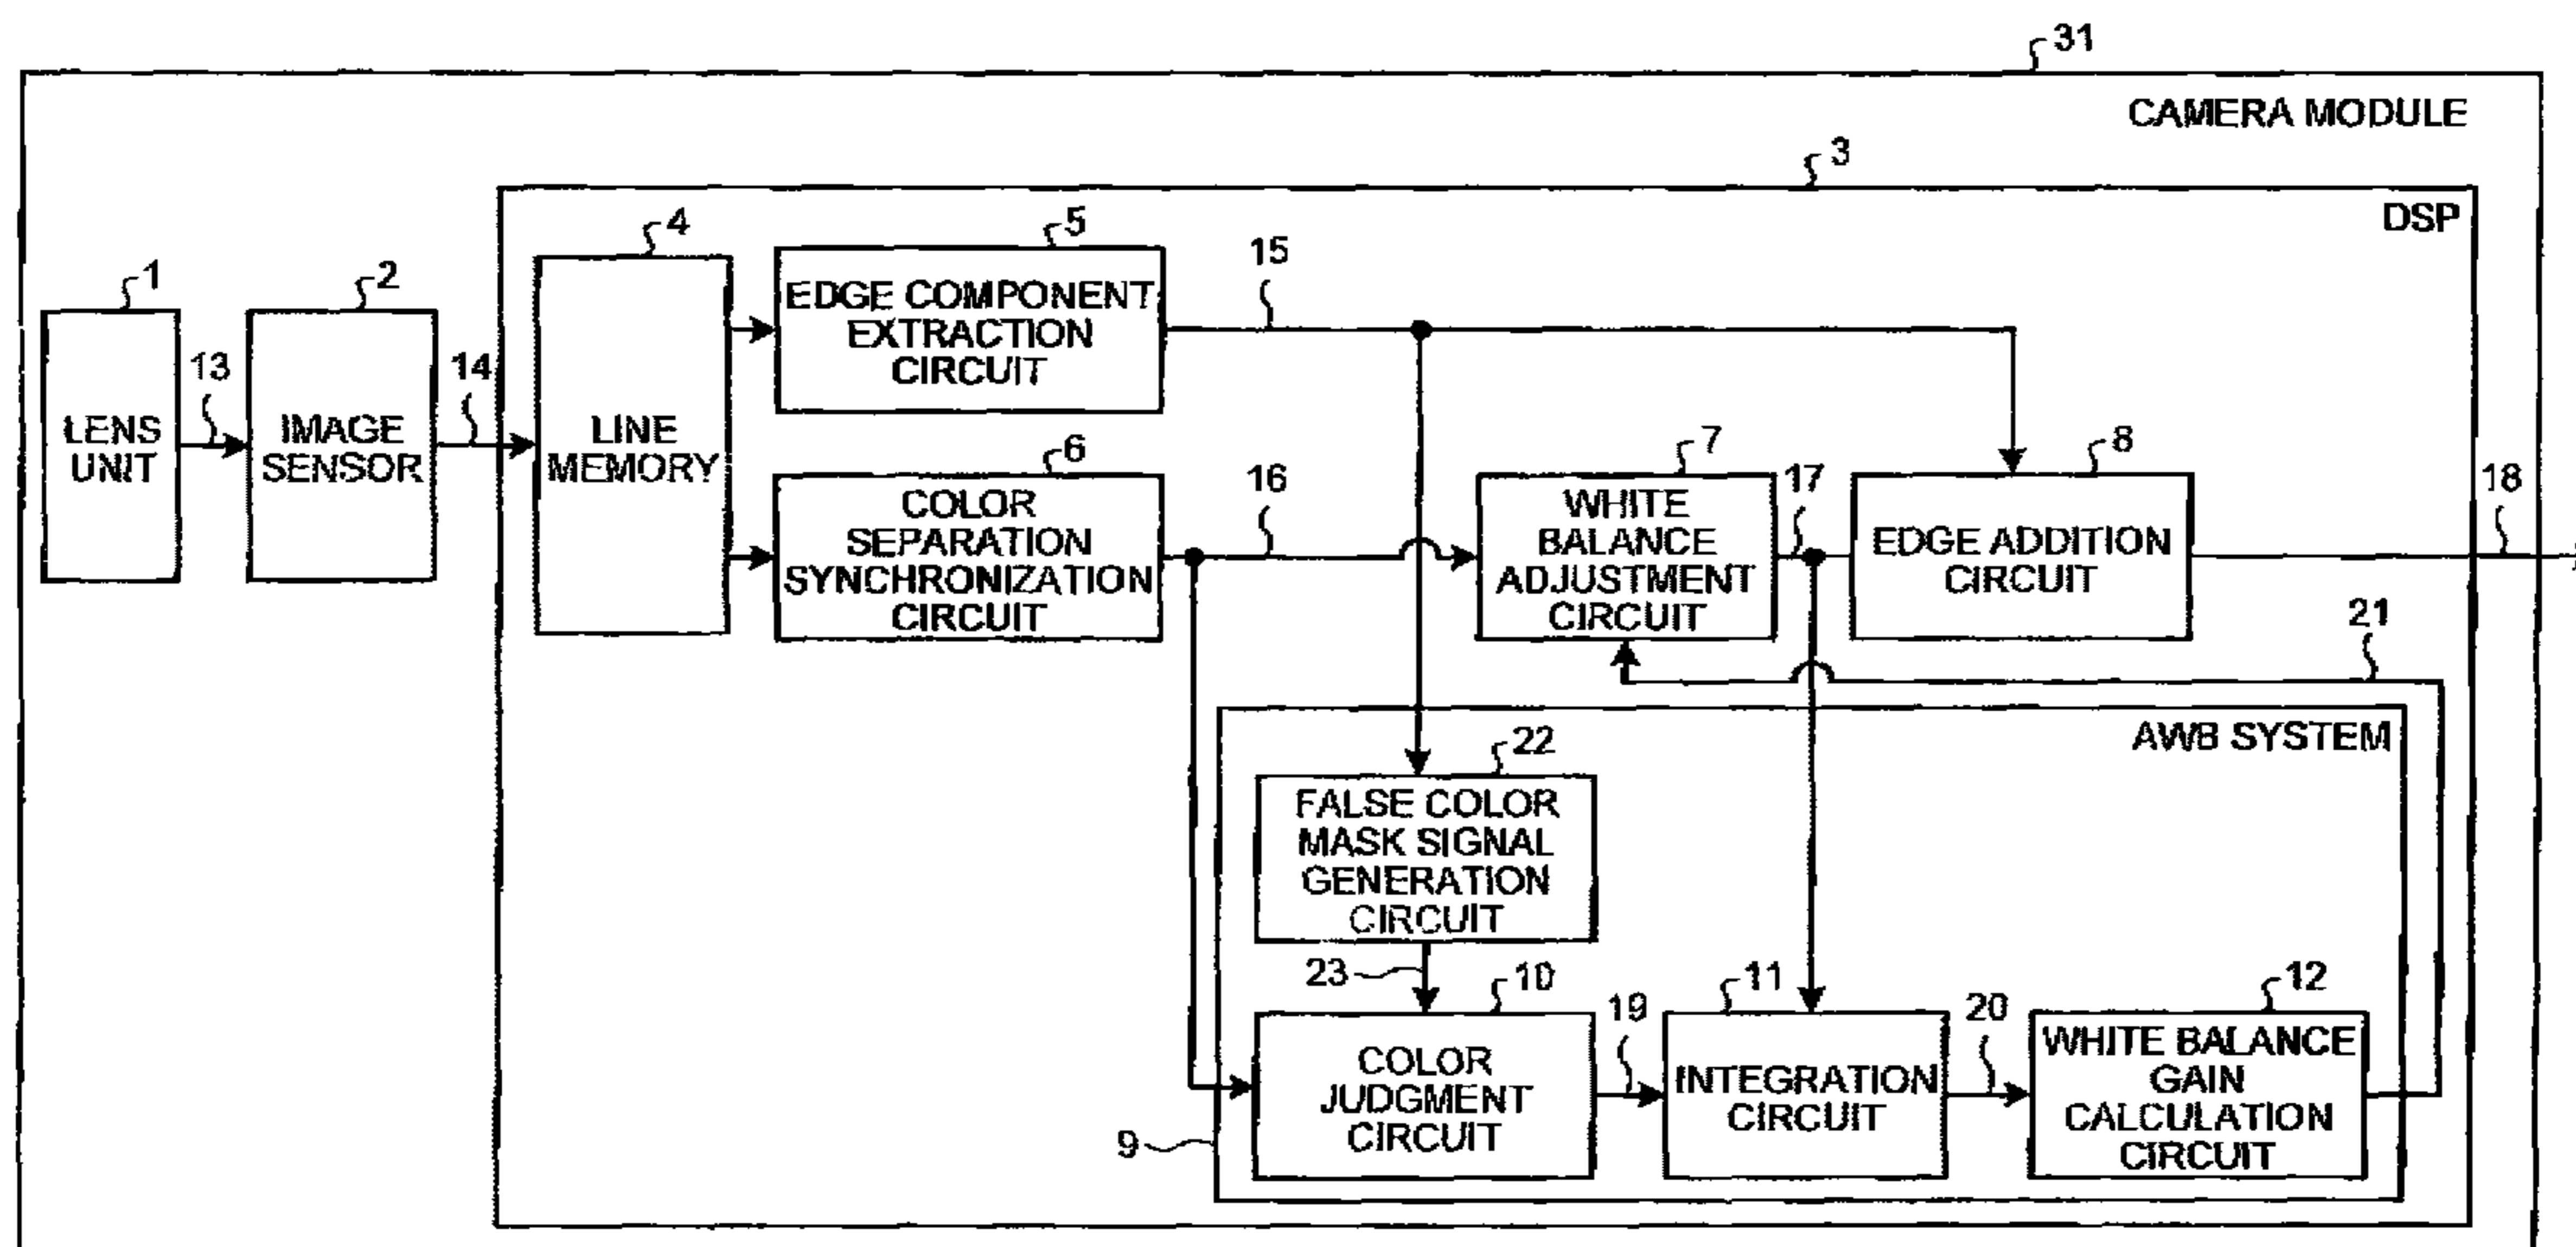 31
CAMERA MODULE
3
DSP
4
5
15
1
2
EDGE COMPONENT
EXTRACTION
CIRCUIT
13
14
LENS
UNIT
IMAGE
SENSOR
LINE
MEMORY
6
16
7
17
8
18
COLOR
SEPARATION
SYNCHRONIZATION
CIRCUIT
WHITE
BALANCE
ADJUSTMENT
CIRCUIT
EDGE ADDITION
CIRCUIT
21
AWB SYSTEM
22
FALSE COLOR
MASK SIGNAL
GENERATION
CIRCUIT
23
10
19
11
20
12
COLOR
JUDGMENT
CIRCUIT
INTEGRATION
CIRCUIT
WHITE BALANCE
GAIN
CALCULATION
CIRCUIT
9